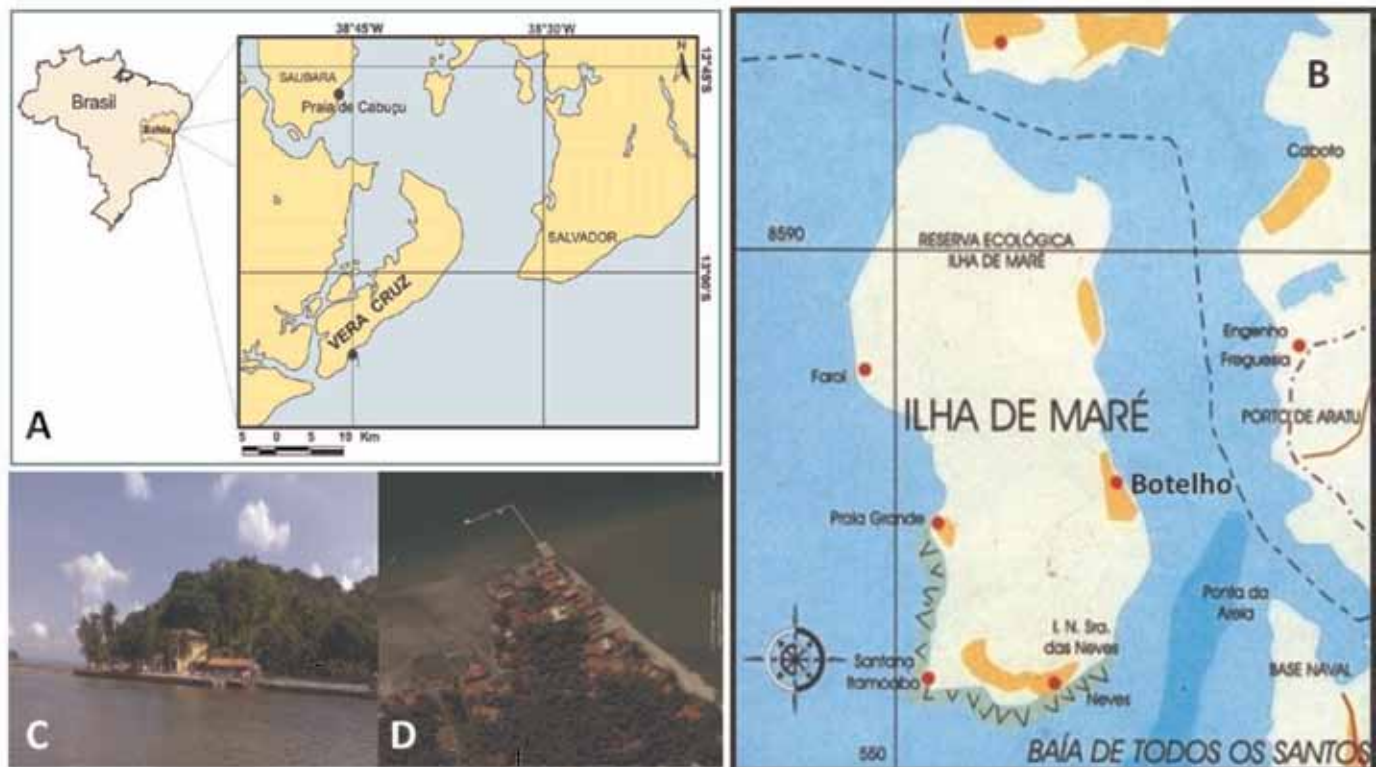 38°45'W
38°30'W
N
12°45'S
SAUBARA
Praia de Cabuçu
Brasil
Bahia
SALVADOR
13°00'S
VERA CRUZ
A
5 0 5 10 Km
B
Caboto
8590
RESERVA ECOLÓGICA
ILHA DE MARÉ
Engenho
Freguesia
Farol
ILHA DE MARÉ
PORTO DE ARATU
Botelho
Praia Grande
Ponta da
Areia
I. N. Sra.
das Neves
Santana
Itamoabo
Neves
BASE NAVAL
550
BAÍA DE TODOS OS SANTOS
C
D